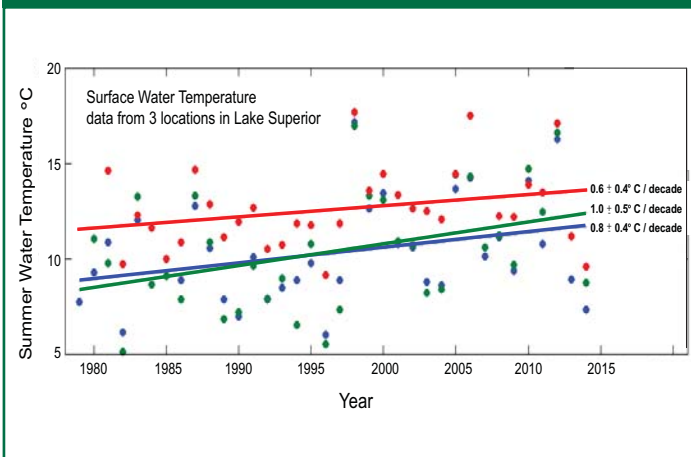 20
Surface Water Temperature
data from 3 locations in Lake Superior
15
0.6 ± 0.4° C / decade
1.0 ± 0.5° C / decade
0.8 ± 0.4° C / decade
10
5
Summer Water Temperature °C
1980 1985 1990 1995 2000 2005 2010 2015
Year